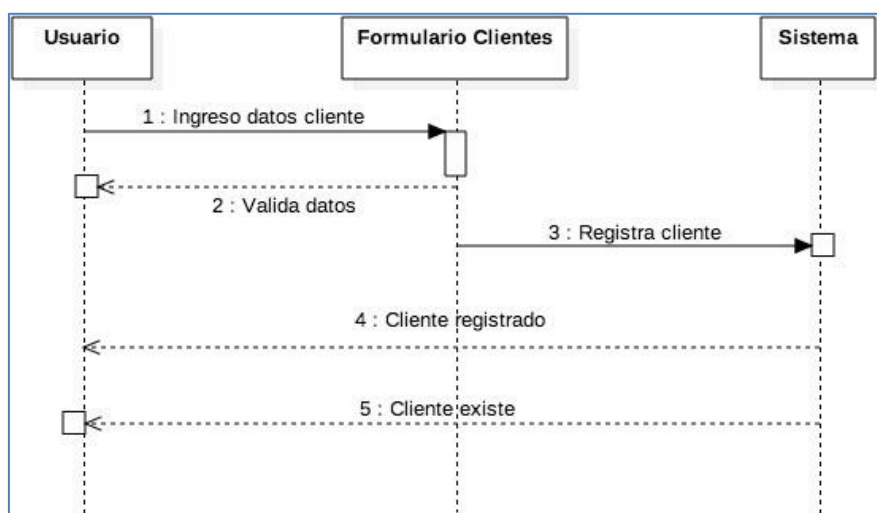 Usuario
Formulario Clientes
Sistema
1 : Ingreso datos cliente
2 : Valida datos
3 : Registra cliente
4 : Cliente registrado
5 : Cliente existe